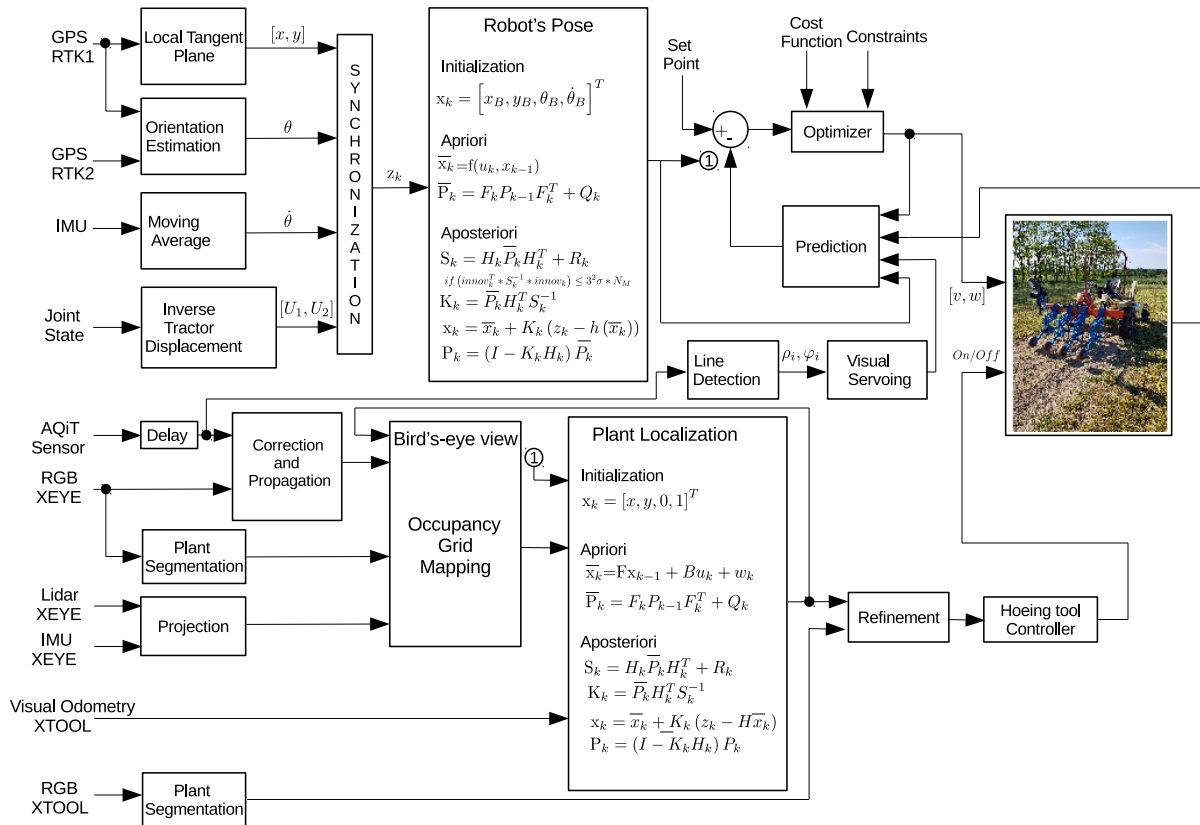 GPS
RTK1
Local Tangent
Plane
[x, y]
GPS
RTK2
Orientation
Estimation
θ
IMU
Moving
Average
θ̇
Joint
State
Inverse
Tractor
Displacement
[U₁, U₂]
SYNCHRONIZATION
z_k
Robot's Pose
Initialization
x_k = [x_B, y_B, θ_B, θ̇_B]^T
Apriori
x̅_k=f(u_k, x_{k-1})
P̅_k = F_k P_{k-1} F_k^T + Q_k
Aposteriori
S_k = H_k P̅_k H_k^T + R_k
if (innov_k^T * S_k^{-1} * innov_k) ≤ 3²σ * N_M
K_k = P̅_k H_k^T S_k^{-1}
x_k = x̅_k + K_k (z_k − h (x̅_k))
P_k = (I − K_k H_k) P̅_k
Set
Point
Cost
Function
Constraints
+
-
Optimizer
1
Prediction
[v, w]
On/Off
Line
Detection
ρ_i, φ_i
Visual
Servoing
AQiT
Sensor
Delay
RGB
XEYE
Correction
and
Propagation
Plant
Segmentation
Lidar
XEYE
IMU
XEYE
Projection
Bird's-eye view
Occupancy
Grid
Mapping
1
Plant Localization
Initialization
x_k = [x, y, 0, 1]^T
Apriori
x̅_k=Fx_{k-1} + Bu_k + w_k
P̅_k = F_k P_{k-1} F_k^T + Q_k
Aposteriori
S_k = H_k P̅_k H_k^T + R_k
K_k = P̅_k H_k^T S_k^{-1}
x_k = x̅_k + K_k (z_k − Hx̅_k)
P_k = (I − K_k H_k) P_k
Refinement
Hoeing tool
Controller
Visual Odometry
XTOOL
RGB
XTOOL
Plant
Segmentation